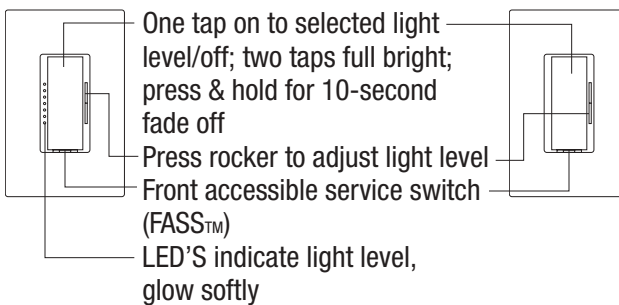 One tap on to selected light
level/off; two taps full bright;
press & hold for 10-second
fade off
Press rocker to adjust light level
Front accessible service switch
(FASS™)
LED'S indicate light level,
glow softly